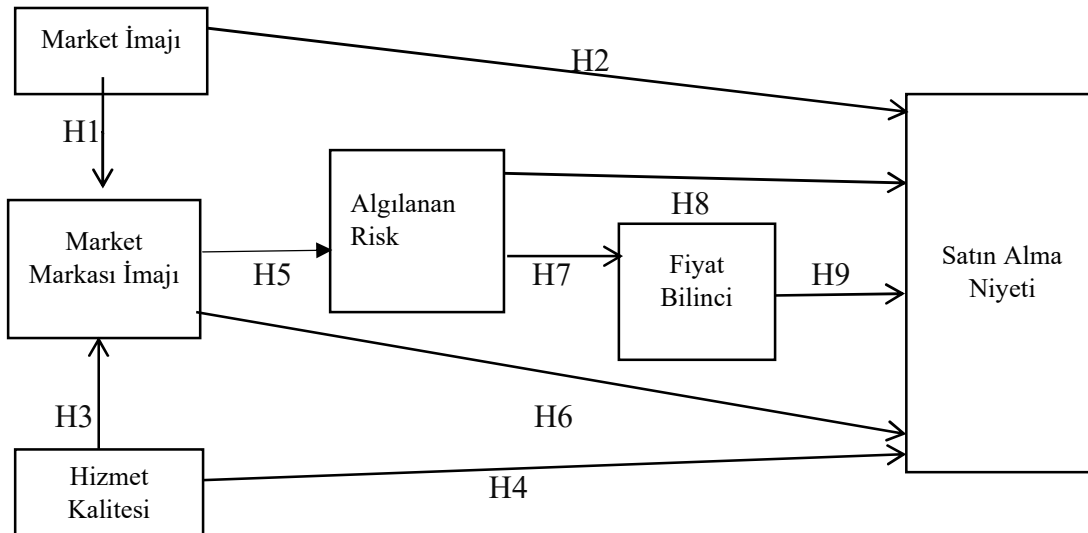 Market İmajı
H2
H1
Algılanan
Risk
H8
Market
Markası İmajı
H5
H7
Fiyat
Bilinci
H9
Satın Alma
Niyeti
H3
H6
Hizmet
Kalitesi
H4